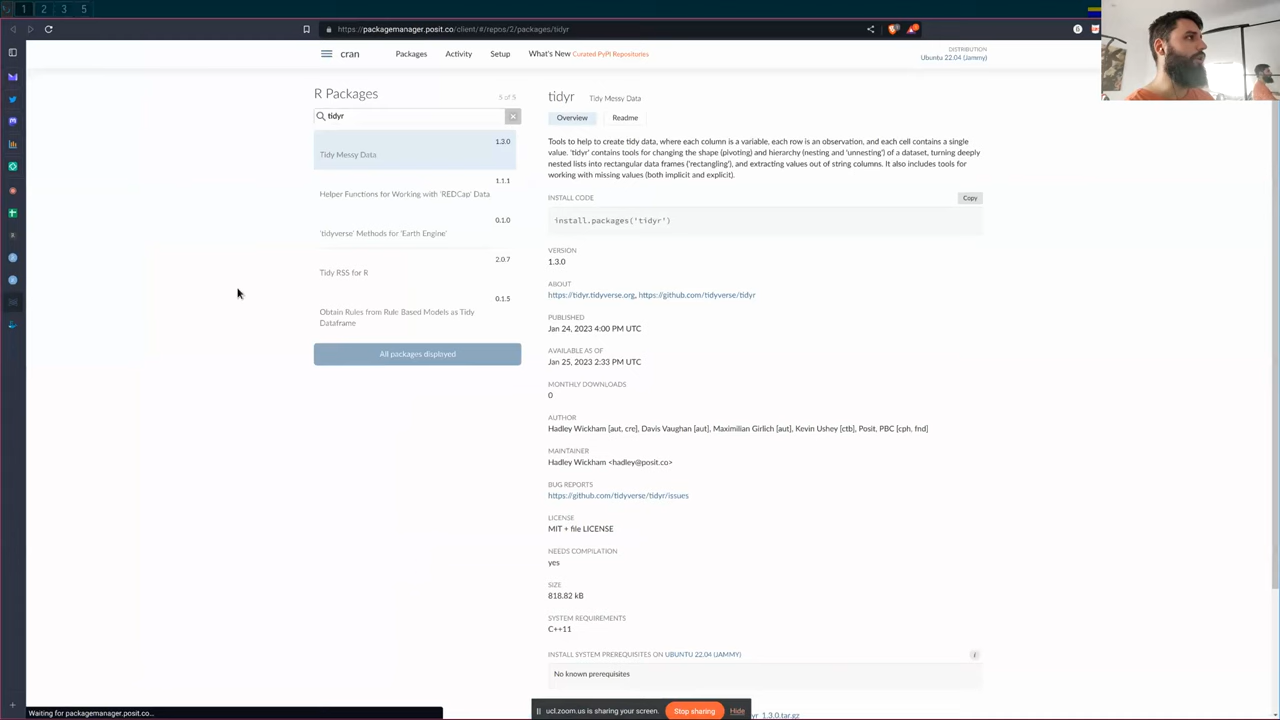 1
2
3
5
https://packagemanager.posit.co/client/#/repos/2/packages/tidyr
cran
Packages
Activity
Setup
What's New Curated PyPI Repositories
DISTRIBUTION
Ubuntu 22.04 (Jammy)
R Packages
5 of 5
tidyr
1.3.0
Tidy Messy Data
1.1.1
Helper Functions for Working with 'REDCap' Data
0.1.0
'tidyverse' Methods for 'Earth Engine'
2.0.7
Tidy RSS for R
0.1.5
Obtain Rules from Rule Based Models as Tidy
Dataframe
All packages displayed
tidyr Tidy Messy Data
Overview
Readme
Tools to help to create tidy data, where each column is a variable, each row is an observation, and each cell contains a single
value. 'tidyr' contains tools for changing the shape (pivoting) and hierarchy (nesting and 'unnesting') of a dataset, turning deeply
nested lists into rectangular data frames ('rectangling'), and extracting values out of string columns. It also includes tools for
working with missing values (both implicit and explicit).
INSTALL CODE
Copy
install.packages('tidyr')
VERSION
1.3.0
ABOUT
https://tidyr.tidyverse.org, https://github.com/tidyverse/tidyr
PUBLISHED
Jan 24, 2023 4:00 PM UTC
AVAILABLE AS OF
Jan 25, 2023 2:33 PM UTC
MONTHLY DOWNLOADS
0
AUTHOR
Hadley Wickham [aut, cre], Davis Vaughan [aut], Maximilian Girlich [aut], Kevin Ushey [ctb], Posit, PBC [cph, fnd]
MAINTAINER
Hadley Wickham <hadley@posit.co>
BUG REPORTS
https://github.com/tidyverse/tidyr/issues
LICENSE
MIT + file LICENSE
NEEDS COMPILATION
yes
SIZE
818.82 kB
SYSTEM REQUIREMENTS
C++11
INSTALL SYSTEM PREREQUISITES ON UBUNTU 22.04 (JAMMY)
No known prerequisites
Waiting for packagemanager.posit.co...
ucl.zoom.us is sharing your screen.
Stop sharing
Hide
yr_1.3.0.tar.gz